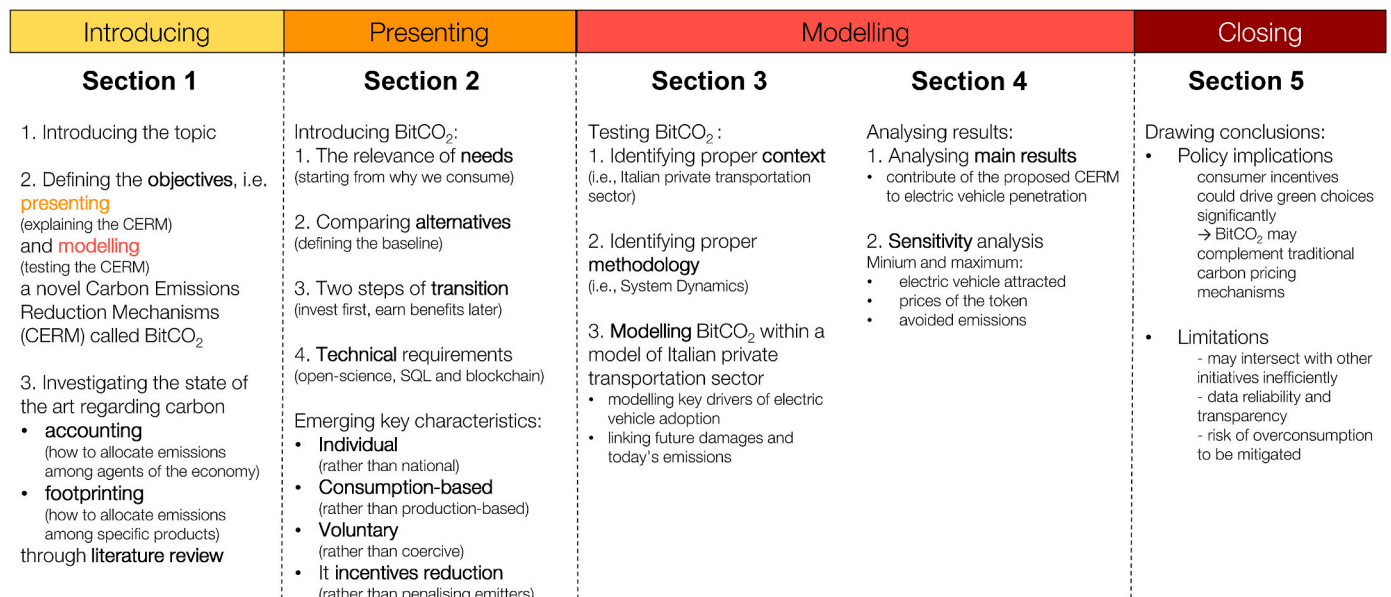 Introducing
Presenting
Modelling
Closing
Section 1
1. Introducing the topic
2. Defining the objectives, i.e.
presenting
(explaining the CERM)
and modelling
(testing the CERM)
a novel Carbon Emissions
Reduction Mechanisms
(CERM) called BitCO₂
3. Investigating the state of
the art regarding carbon
• accounting
(how to allocate emissions
among agents of the economy)
• footprinting
(how to allocate emissions
among specific products)
through literature review
Section 2
Introducing BitCO₂:
1. The relevance of needs
(starting from why we consume)
2. Comparing alternatives
(defining the baseline)
3. Two steps of transition
(invest first, earn benefits later)
4. Technical requirements
(open-science, SQL and blockchain)
Emerging key characteristics:
• Individual
(rather than national)
• Consumption-based
(rather than production-based)
• Voluntary
(rather than coercive)
• It incentives reduction
(rather than penalising emitters)
Section 3
Testing BitCO₂ :
1. Identifying proper context
(i.e., Italian private transportation
sector)
2. Identifying proper
methodology
(i.e., System Dynamics)
3. Modelling BitCO₂ within a
model of Italian private
transportation sector
• modelling key drivers of electric
vehicle adoption
• linking future damages and
today's emissions
Section 4
Analysing results:
1. Analysing main results
• contribute of the proposed CERM
to electric vehicle penetration
2. Sensitivity analysis
Minium and maximum:
• electric vehicle attracted
• prices of the token
• avoided emissions
Section 5
Drawing conclusions:
• Policy implications
consumer incentives
could drive green choices
significantly
→ BitCO₂ may
complement traditional
carbon pricing
mechanisms
• Limitations
- may intersect with other
initiatives inefficiently
- data reliability and
transparency
- risk of overconsumption
to be mitigated